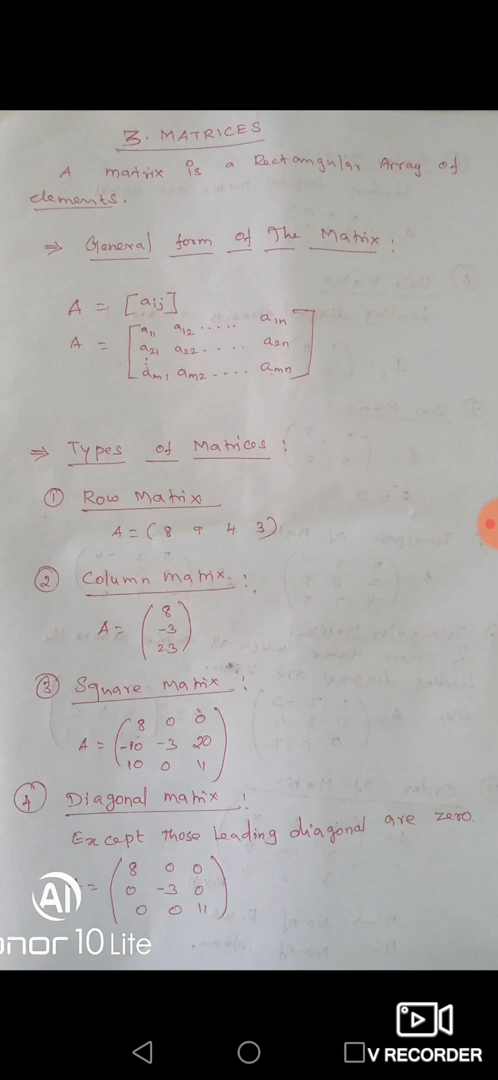 3. MATRICES
A matrix is a Rectangular Array of
elements.
⇒ General form of The Matrix :
A = [aij]
A = [ a11 a12 ..... a1n
a21 a22 .... a2n
⋮
am1 am2 .... amn ]
⇒ Types of Matrices :
① Row Matrix
A = ( 8 9 4 3 )
② Column matrix. :
A = ( 8
-3
23 )
③ Square matrix :
A = ( 8 0 0
-10 -3 20
10 0 11 )
④ Diagonal matrix :
Except Those leading diagonal are zero.
= ( 8 0 0
0 -3 0
0 0 11 )
AI
onor 10 Lite
V RECORDER